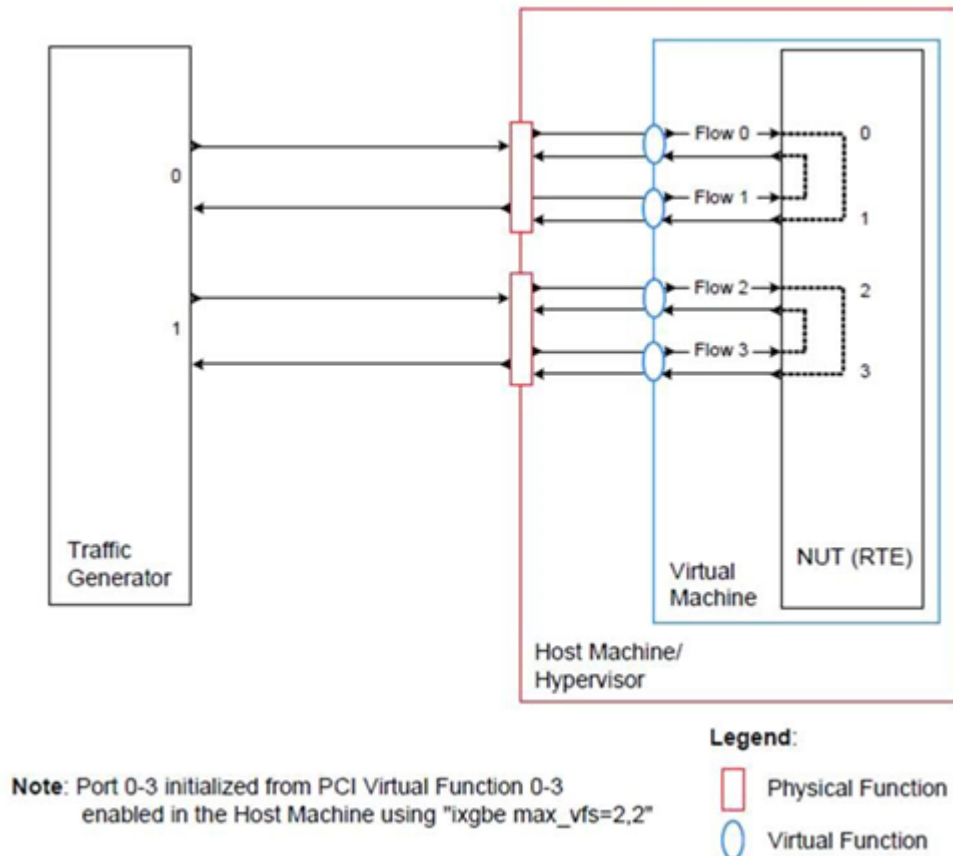 Flow 0
0
0
Flow 1
1
Flow 2
2
1
Flow 3
3
Traffic
Generator
NUT (RTE)
Virtual
Machine
Host Machine/
Hypervisor
Legend:
Note: Port 0-3 initialized from PCI Virtual Function 0-3
enabled in the Host Machine using "ixgbe max_vfs=2,2"
Physical Function
Virtual Function